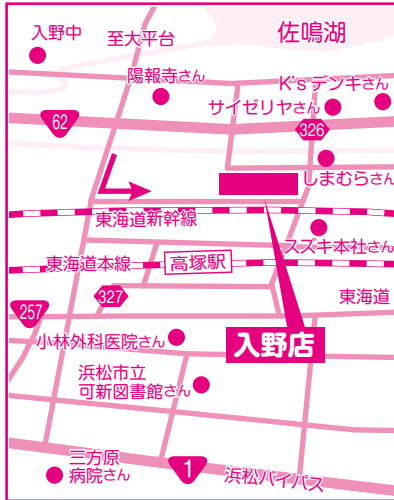 入野中
至大平台
佐鳴湖
陽報寺さん
K'sデンキさん
サイゼリヤさん
62
326
しまむらさん
東海道新幹線
スズキ本社さん
東海道本線
高塚駅
327
東海道
257
小林外科医院さん
入野店
浜松市立
可新図書館さん
三方原
病院さん
1
浜松バイパス